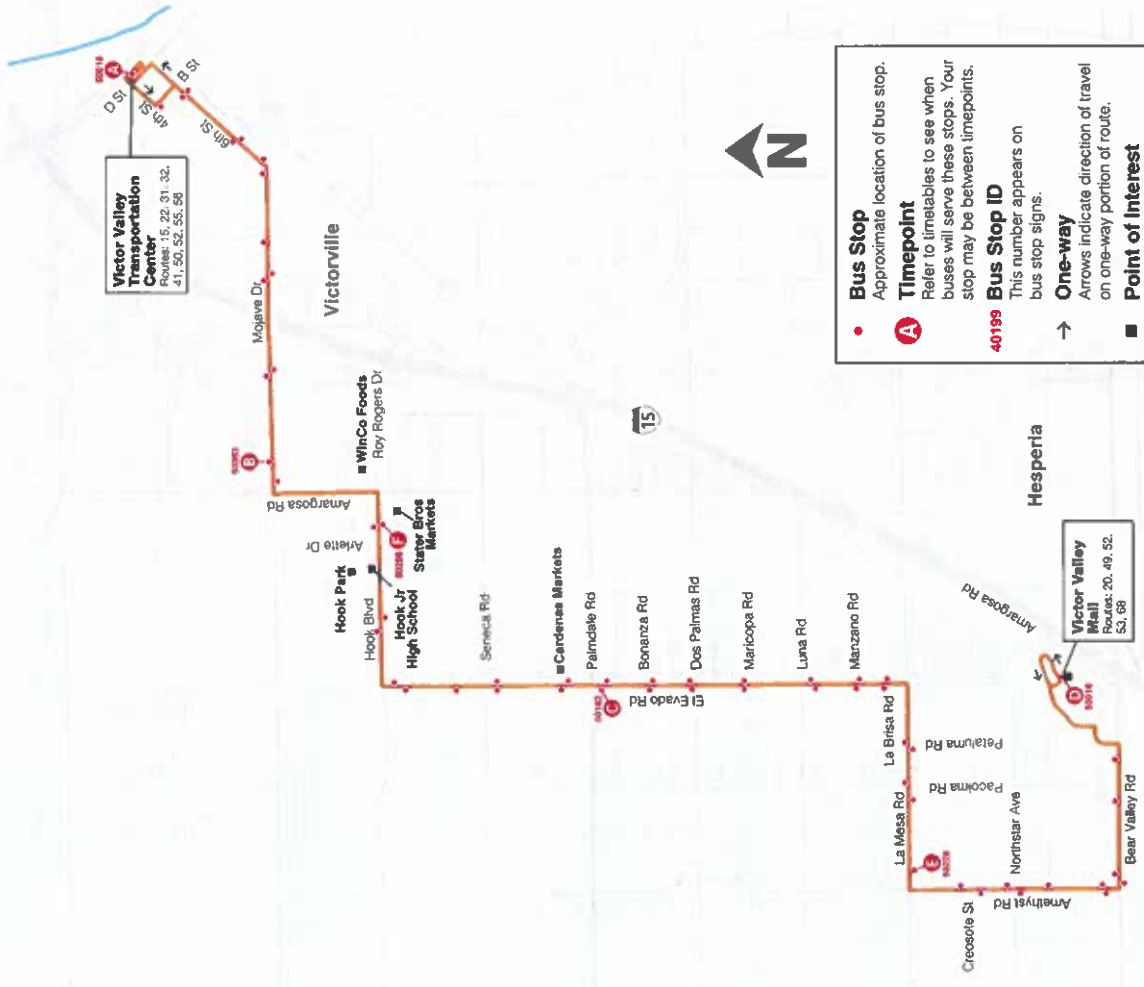 D St
4th St
B St
6th St
A
Victor Valley
Transportation
Center
Routes: 15, 22, 31, 32,
41, 50, 52, 55, 56
Mojave Dr
Victorville
B
WinCo Foods
Roy Rogers Dr
Amargosa Rd
Arlette Dr
F
Stater Bros
Markets
Hook Park
Hook Blvd
Hook Jr
High School
Seneca Rd
Cardenas Markets
Palmdale Rd
C
Bonanza Rd
El Evado Rd
Dos Palmas Rd
Maricopa Rd
Luna Rd
Manzano Rd
15
La Brisa Rd
La Mesa Rd
Petaluma Rd
Pacoima Rd
E
Creosote St
Northstar Ave
Amethyst Rd
Bear Valley Rd
Hesperia
Amargosa Rd
Victor Valley
Mall
Routes: 20, 49, 52,
53, 68
D
N
Bus Stop
Approximate location of bus stop.
A Timepoint
Refer to timetables to see when
buses will serve these stops. Your
stop may be between timepoints.
40199 Bus Stop ID
This number appears on
bus stop signs.
→ One-way
Arrows indicate direction of travel
on one-way portion of route.
Point of Interest